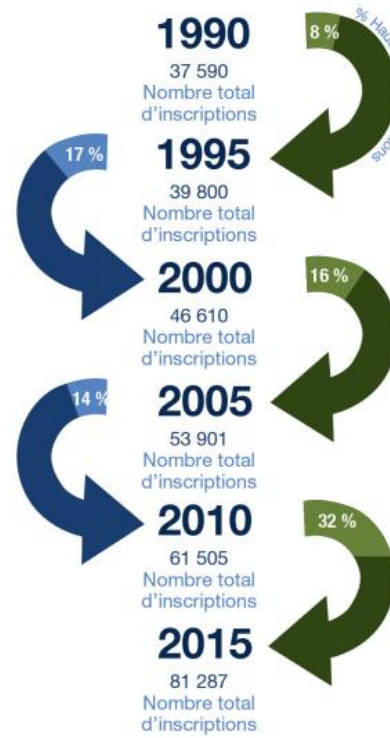 1990
37 590
Nombre total
d’inscriptions
8 %
1995
39 800
Nombre total
d’inscriptions
17 %
2000
46 610
Nombre total
d’inscriptions
16 %
2005
53 901
Nombre total
d’inscriptions
14 %
2010
61 505
Nombre total
d’inscriptions
32 %
2015
81 287
Nombre total
d’inscriptions